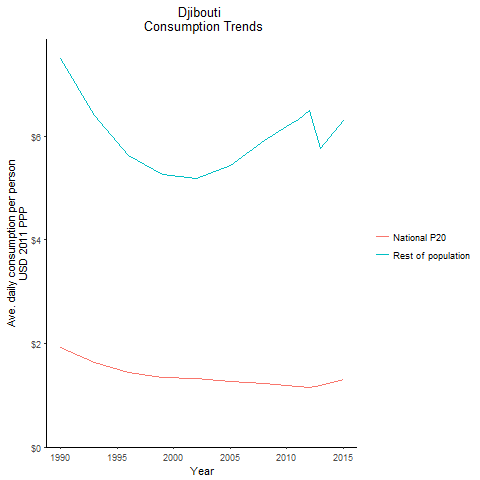 Djibouti
Consumption Trends
Ave. daily consumption per person
USD 2011 PPP
$6
$4
$2
$0
1990 1995 2000 2005 2010 2015
Year
National P20
Rest of population